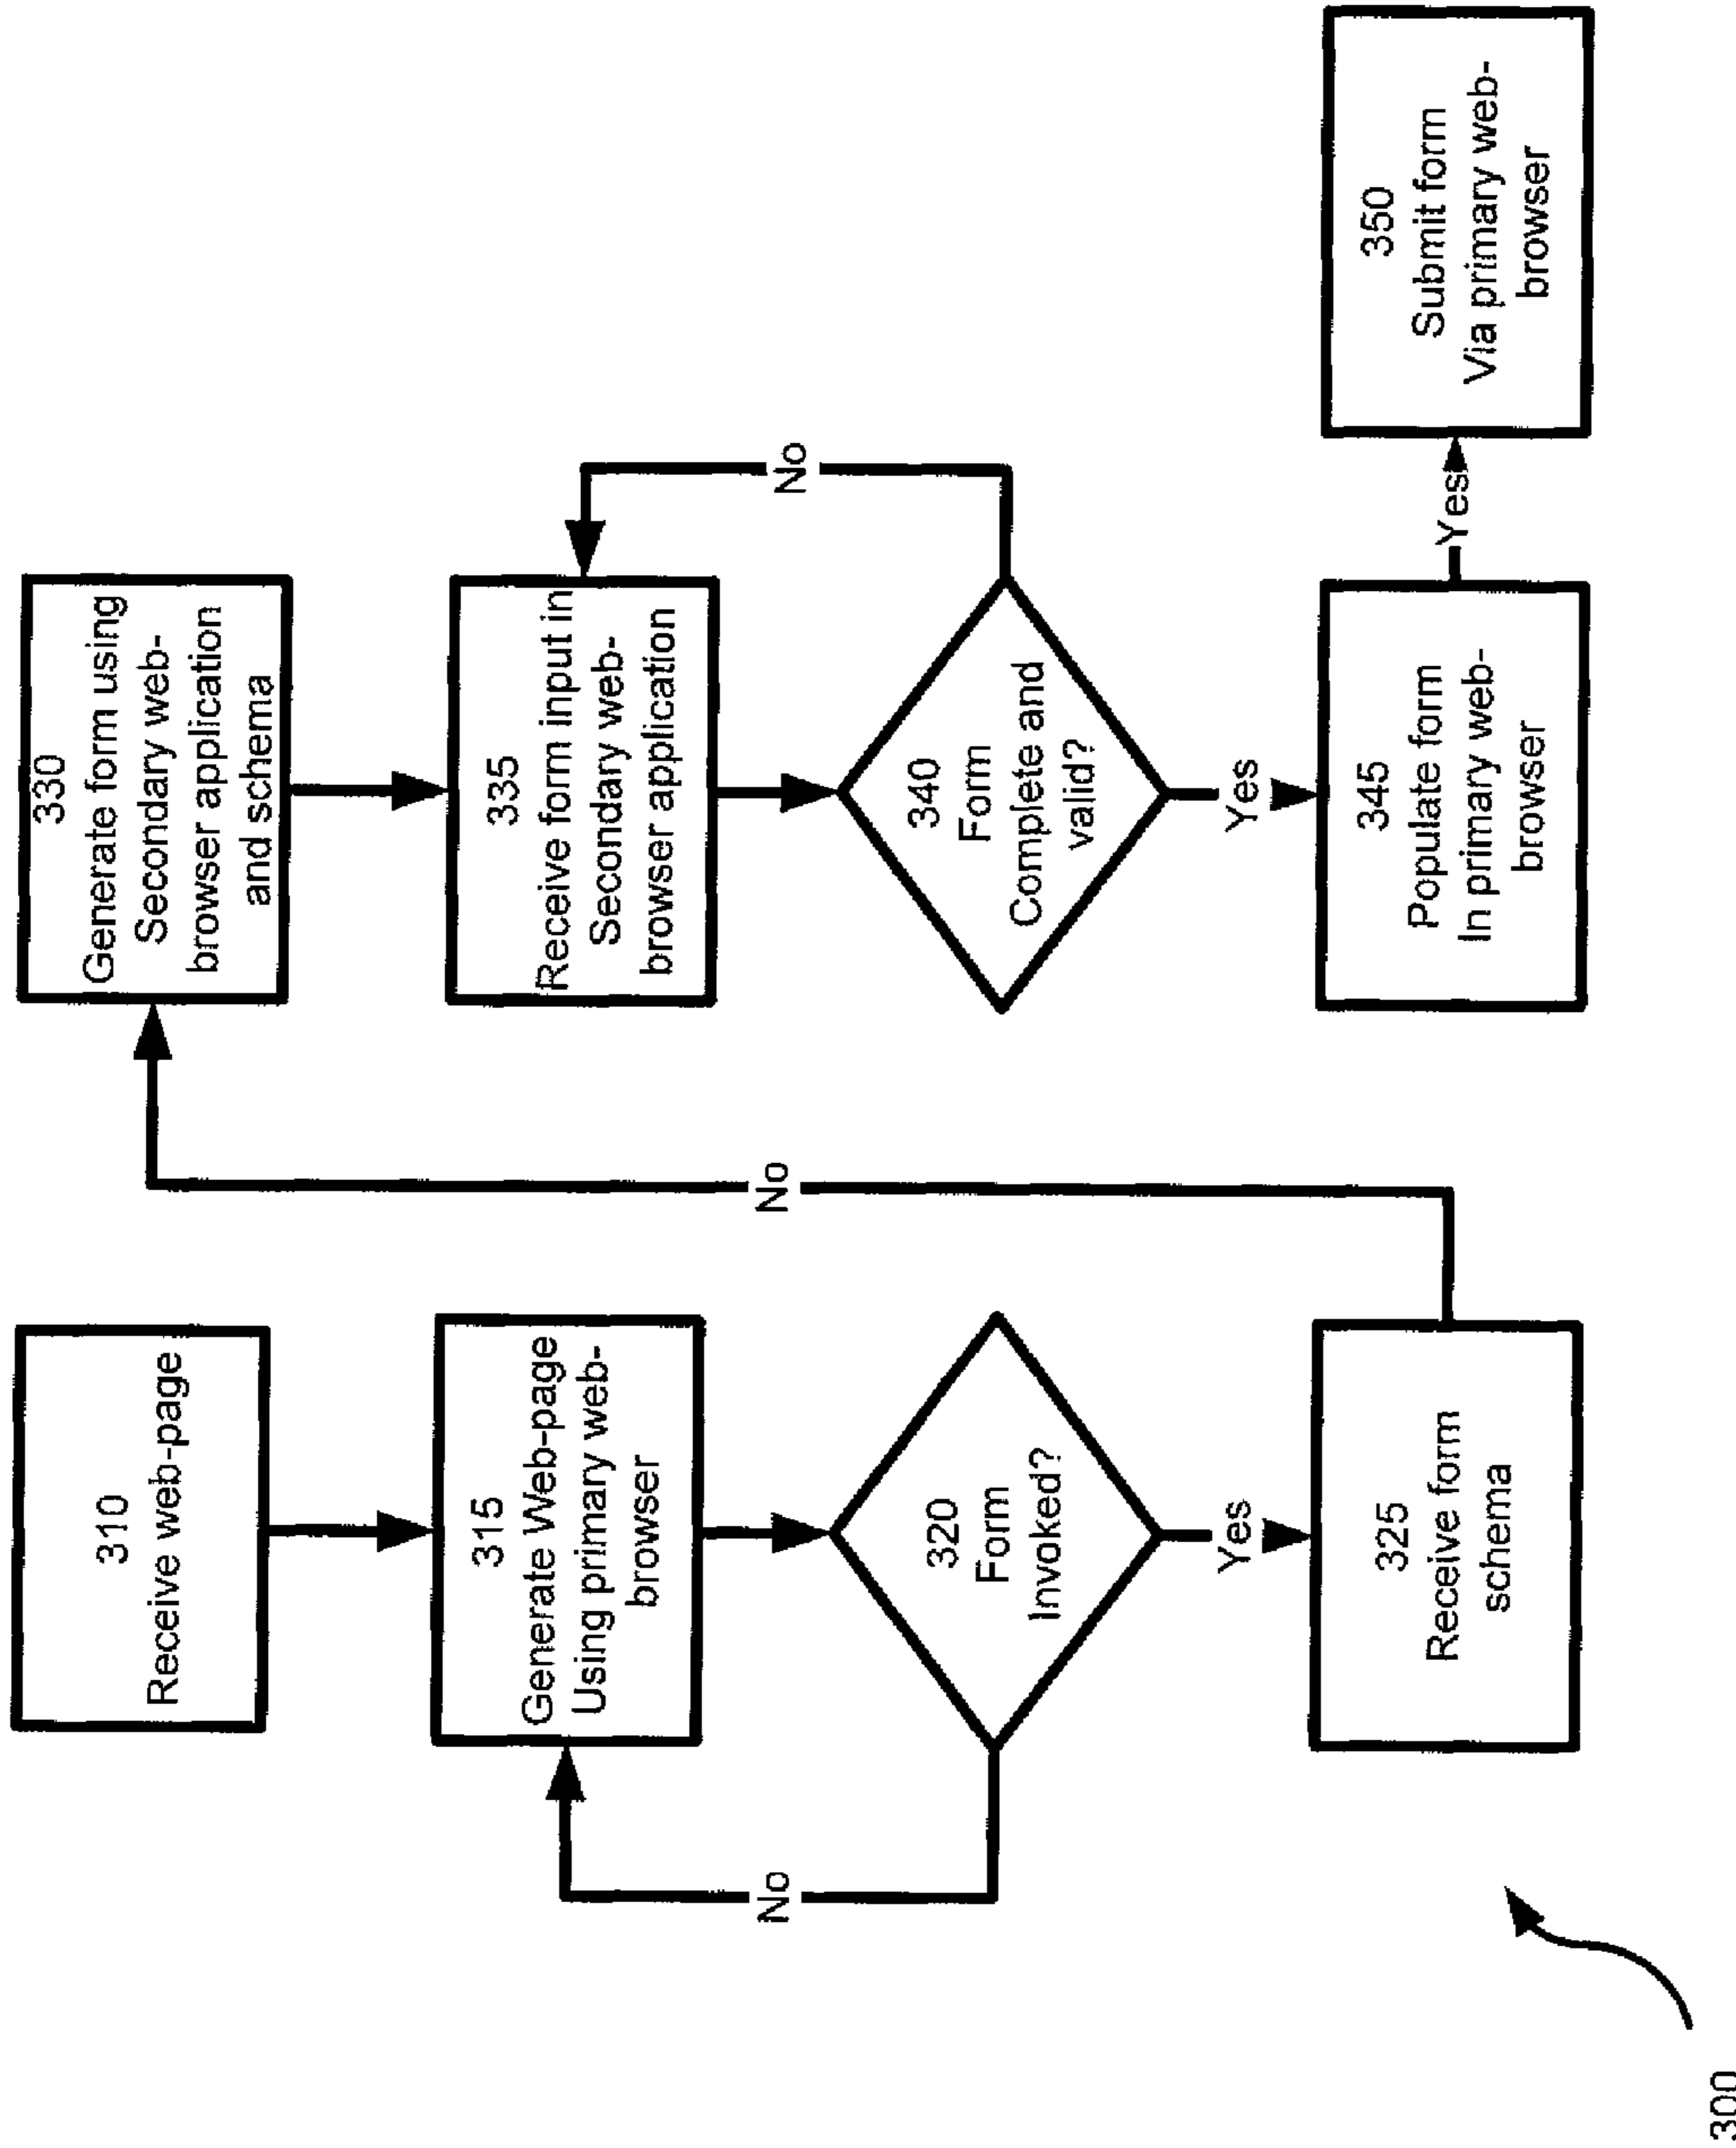 310
Receive web-page
315
Generate Web-page
Using primary web-
browser
320
Form
Invoked?
No
Yes
325
Receive form
schema
No
330
Generate form using
Secondary web-
browser application
and schema
335
Receive form input in
Secondary web-
browser application
340
Form
Complete and
valid?
No
Yes
345
Populate form
In primary web-
browser
Yes
350
Submit form
Via primary web-
browser
300